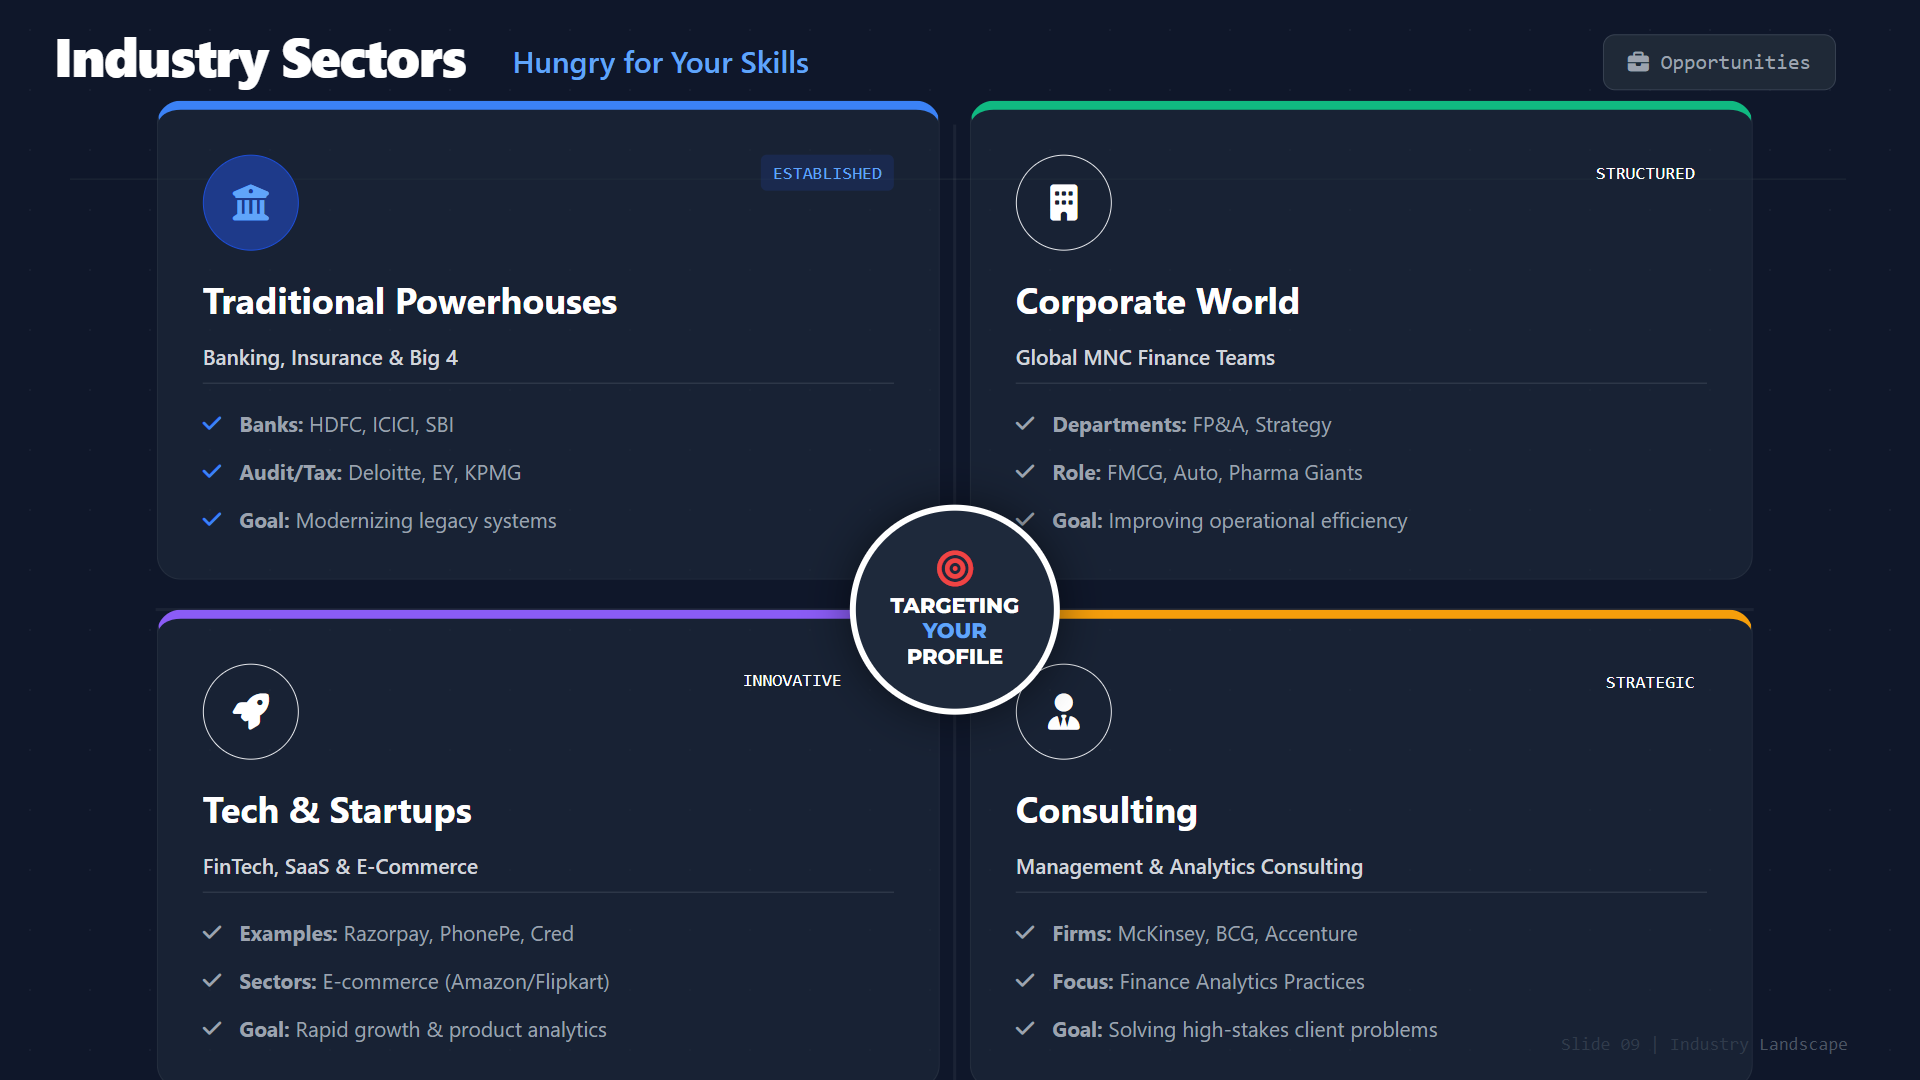 Industry Sectors
Hungry for Your Skills
Opportunities
ESTABLISHED
Traditional Powerhouses
Banking, Insurance & Big 4
Banks: HDFC, ICICI, SBI
Audit/Tax: Deloitte, EY, KPMG
Goal: Modernizing legacy systems
STRUCTURED
Corporate World
Global MNC Finance Teams
Departments: FP&A, Strategy
Role: FMCG, Auto, Pharma Giants
Goal: Improving operational efficiency
TARGETING
YOUR
PROFILE
INNOVATIVE
Tech & Startups
FinTech, SaaS & E-Commerce
Examples: Razorpay, PhonePe, Cred
Sectors: E-commerce (Amazon/Flipkart)
Goal: Rapid growth & product analytics
STRATEGIC
Consulting
Management & Analytics Consulting
Firms: McKinsey, BCG, Accenture
Focus: Finance Analytics Practices
Goal: Solving high-stakes client problems
Slide 09 | Industry Landscape